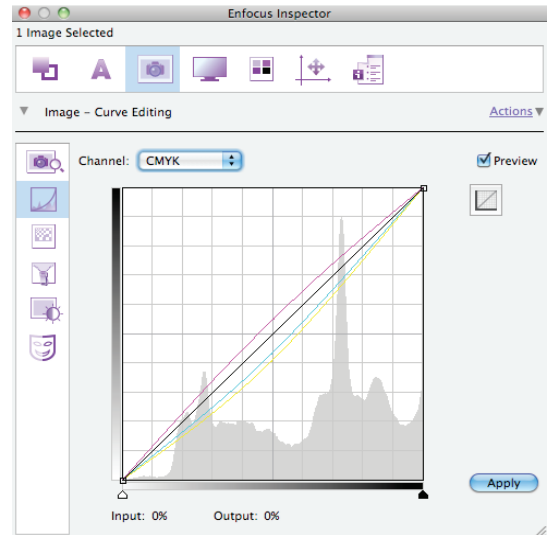 Enfocus Inspector
1 Image Selected
A
Image – Curve Editing Actions
Channel: CMYK Preview
Apply
Input: 0% Output: 0%